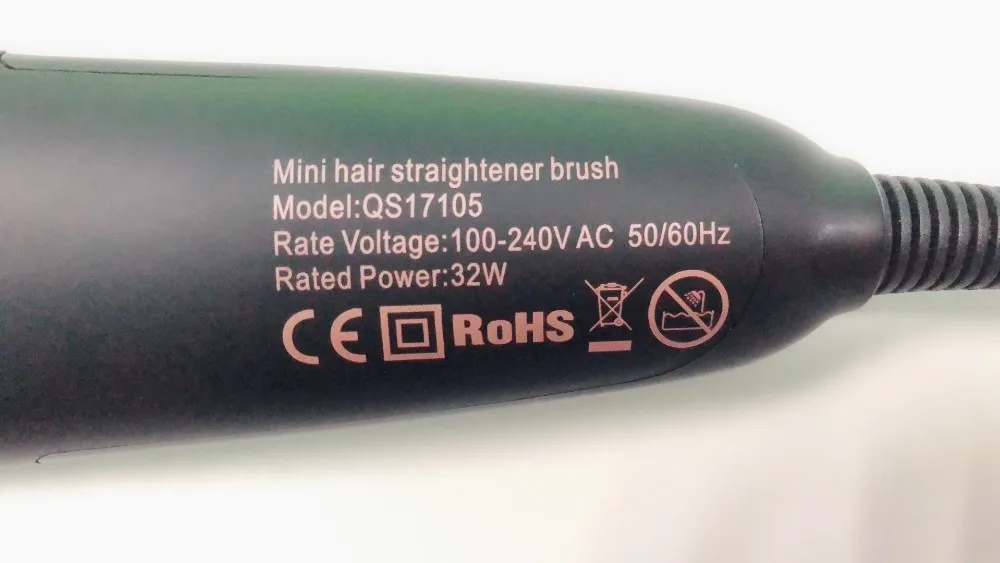 Mini hair straightener brush
Model:QS17105
Rate Voltage:100-240V AC 50/60Hz
Rated Power:32W
CE RoHS